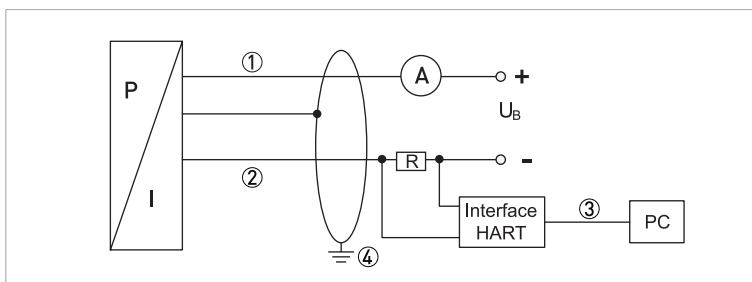 ① A +
P
U_B
② R -
I
Interface
HART ③ PC
④